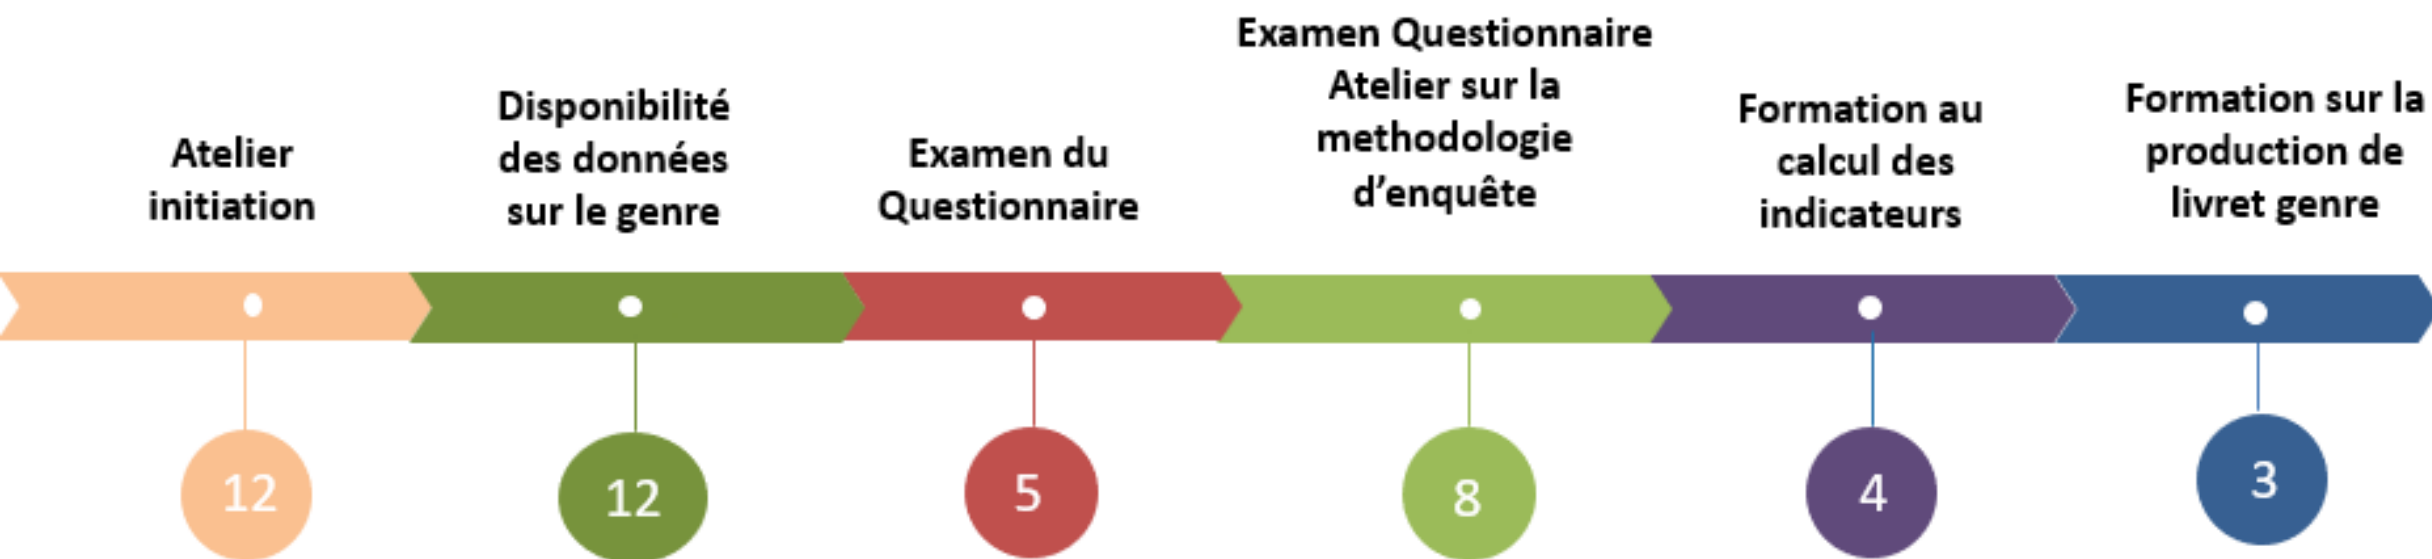 Atelier
initiation
Disponibilité
des données
sur le genre
Examen du
Questionnaire
Examen Questionnaire
Atelier sur la
methodologie
d’enquête
Formation au
calcul des
indicateurs
Formation sur la
production de
livret genre
12
12
5
8
4
3